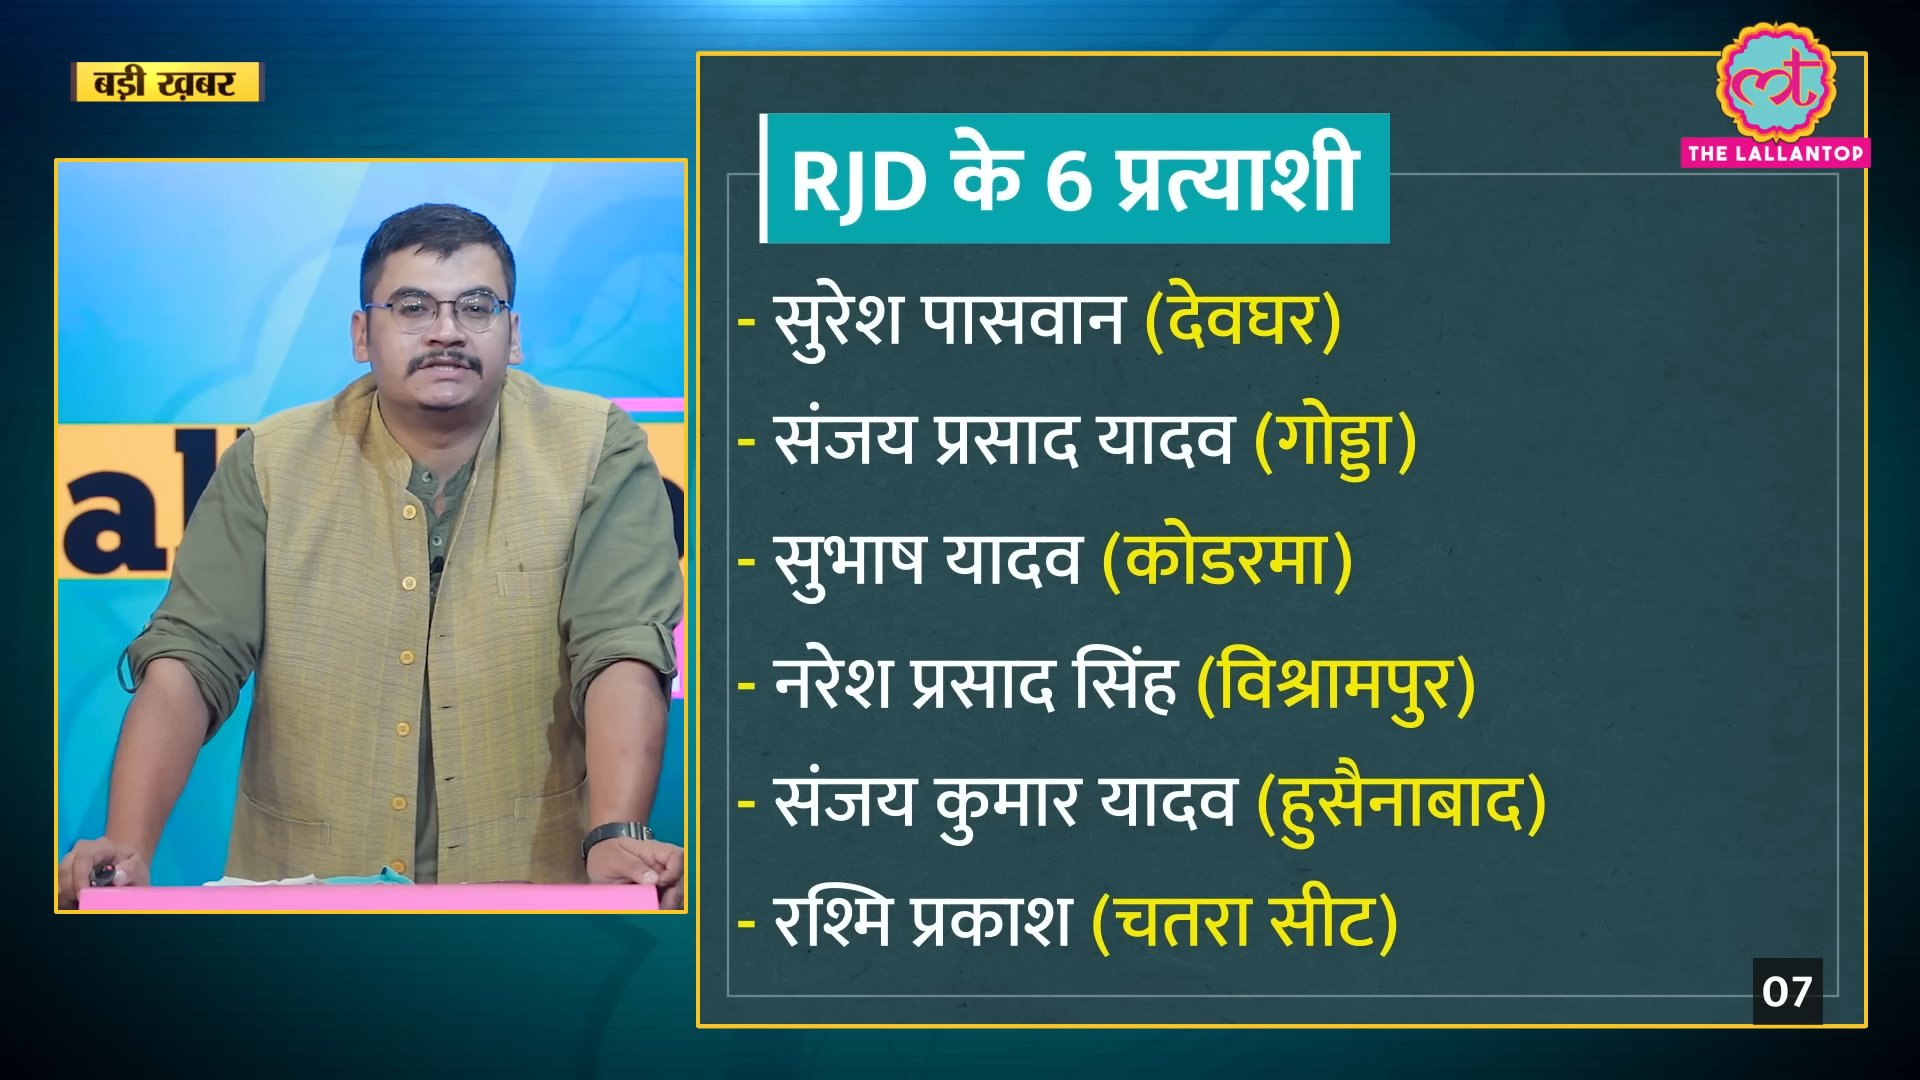 बड़ी ख़बर
THE LALLANTOP
RJD के 6 प्रत्याशी
- सुरेश पासवान (देवघर)
- संजय प्रसाद यादव (गोड्डा)
- सुभाष यादव (कोडरमा)
- नरेश प्रसाद सिंह (विश्रामपुर)
- संजय कुमार यादव (हुसैनाबाद)
- रश्मि प्रकाश (चतरा सीट)
07